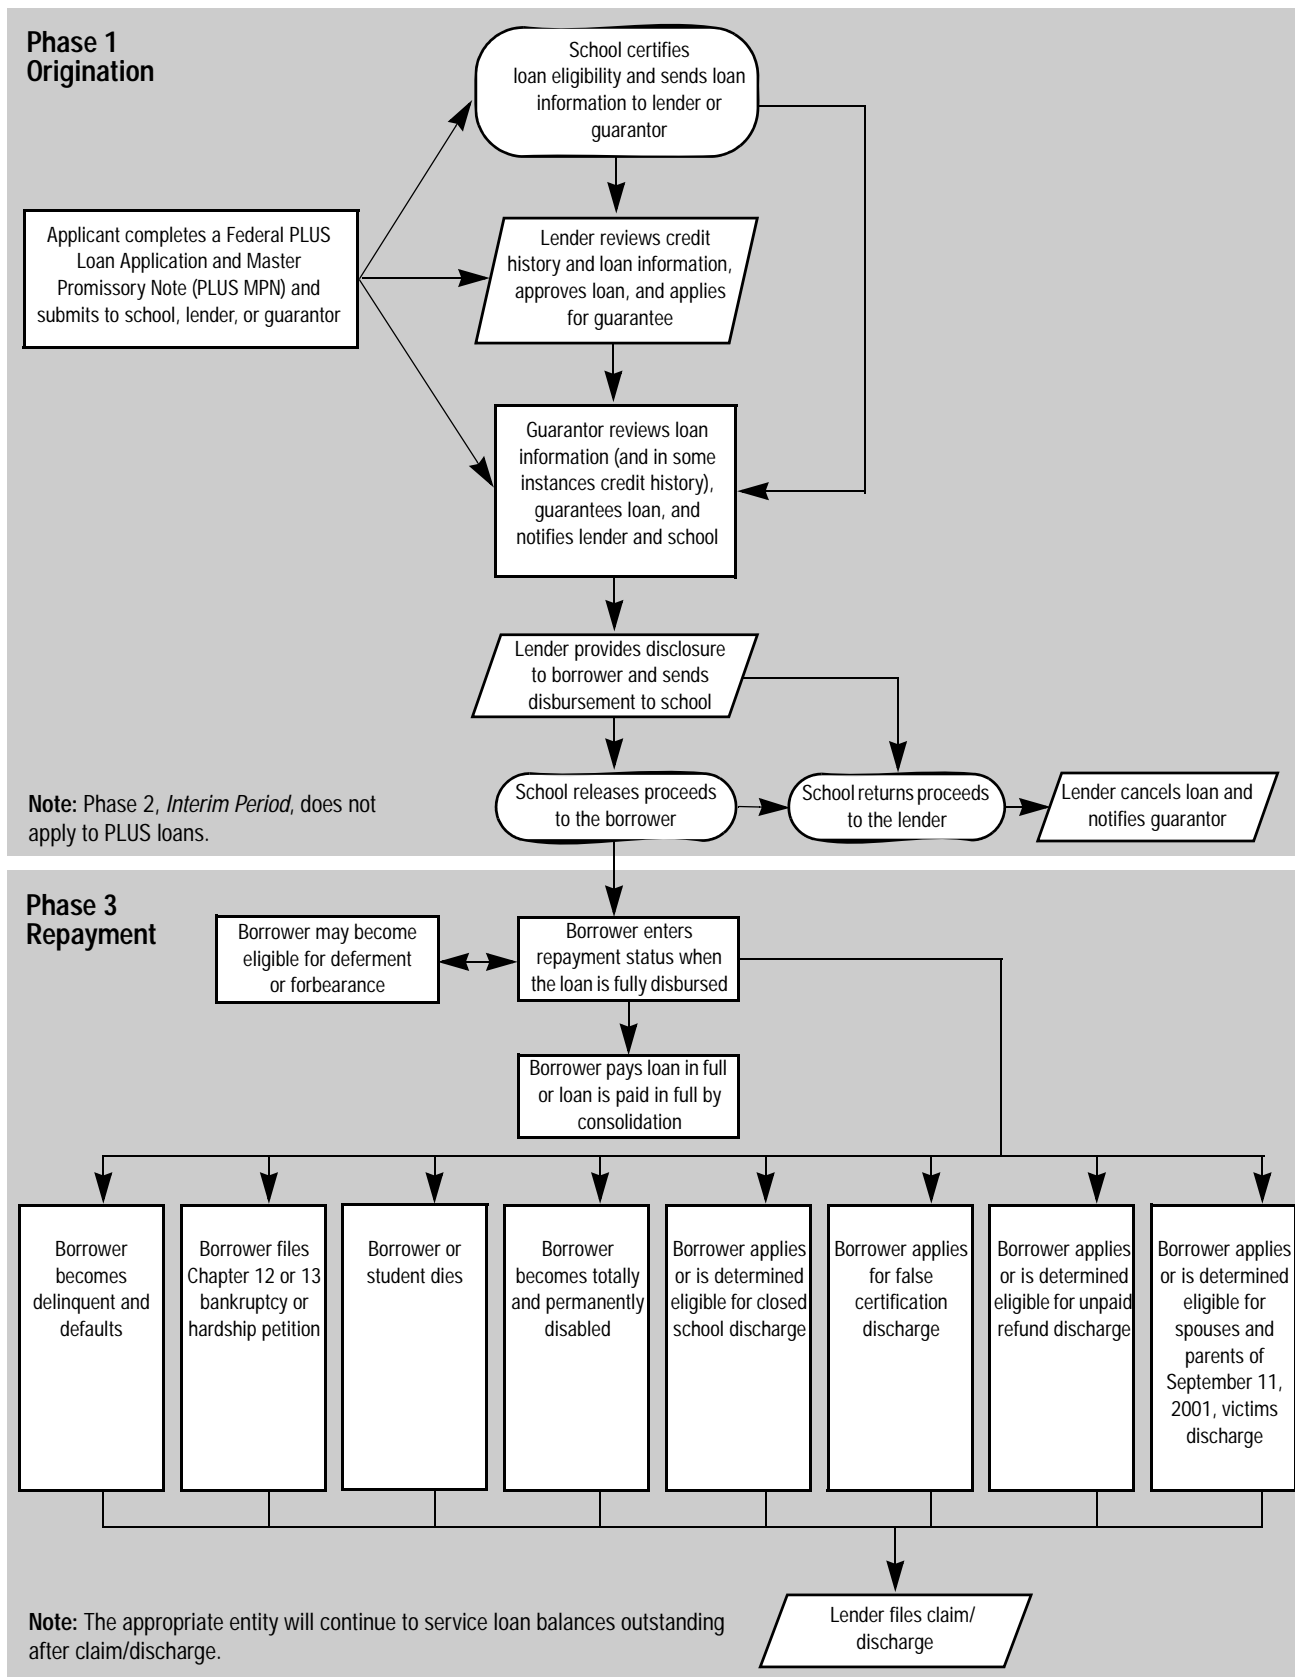 Phase 1
Origination
School certifies
loan eligibility and sends loan
information to lender or
guarantor
Applicant completes a Federal PLUS
Loan Application and Master
Promissory Note (PLUS MPN) and
submits to school, lender, or guarantor
Lender reviews credit
history and loan information,
approves loan, and applies
for guarantee
Guarantor reviews loan
information (and in some
instances credit history),
guarantees loan, and
notifies lender and school
Lender provides disclosure
to borrower and sends
disbursement to school
School releases proceeds
to the borrower
School returns proceeds
to the lender
Lender cancels loan and
notifies guarantor
Note: Phase 2, Interim Period, does not
apply to PLUS loans.
Phase 3
Repayment
Borrower may become
eligible for deferment
or forbearance
Borrower enters
repayment status when
the loan is fully disbursed
Borrower pays loan in full
or loan is paid in full by
consolidation
Borrower
becomes
delinquent and
defaults
Borrower files
Chapter 12 or 13
bankruptcy or
hardship petition
Borrower or
student dies
Borrower
becomes totally
and permanently
disabled
Borrower applies
or is determined
eligible for closed
school discharge
Borrower applies
for false
certification
discharge
Borrower applies
or is determined
eligible for unpaid
refund discharge
Borrower applies
or is determined
eligible for
spouses and
parents of
September 11,
2001, victims
discharge
Lender files claim/
discharge
Note: The appropriate entity will continue to service loan balances outstanding
after claim/discharge.